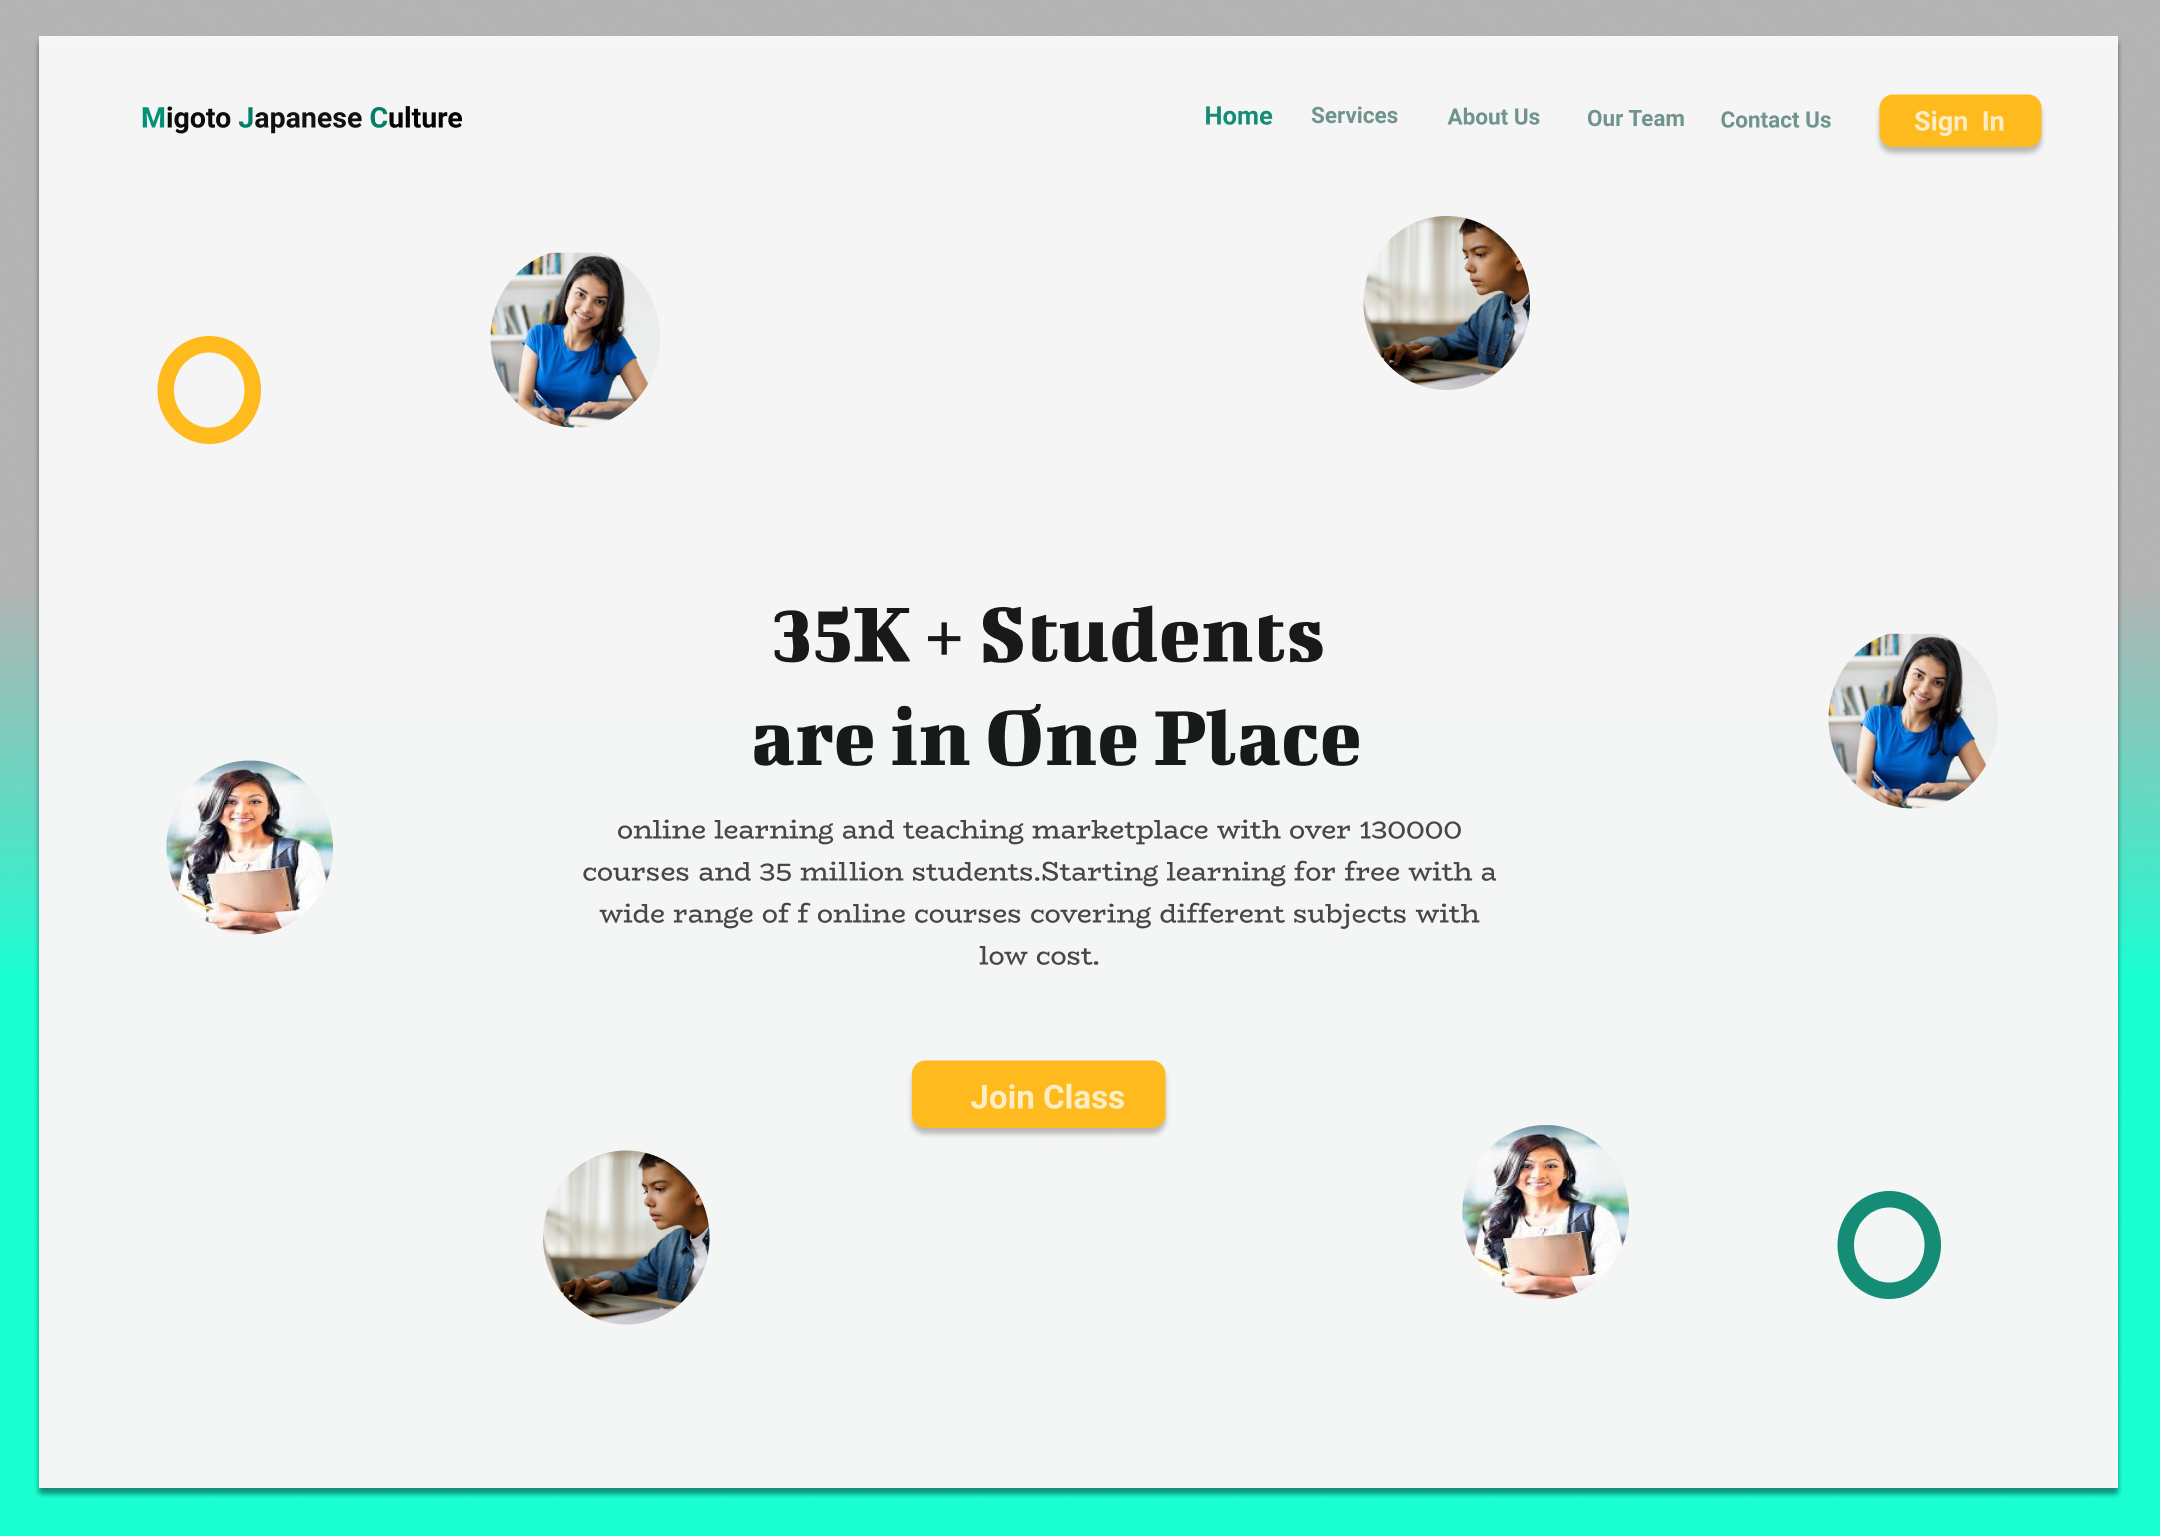 Migoto Japanese Culture
Home Services About Us Our Team Contact Us Sign In
35K + Students
are in One Place
online learning and teaching marketplace with over 130000
courses and 35 million students.Starting learning for free with a
wide range of f online courses covering different subjects with
low cost.
Join Class